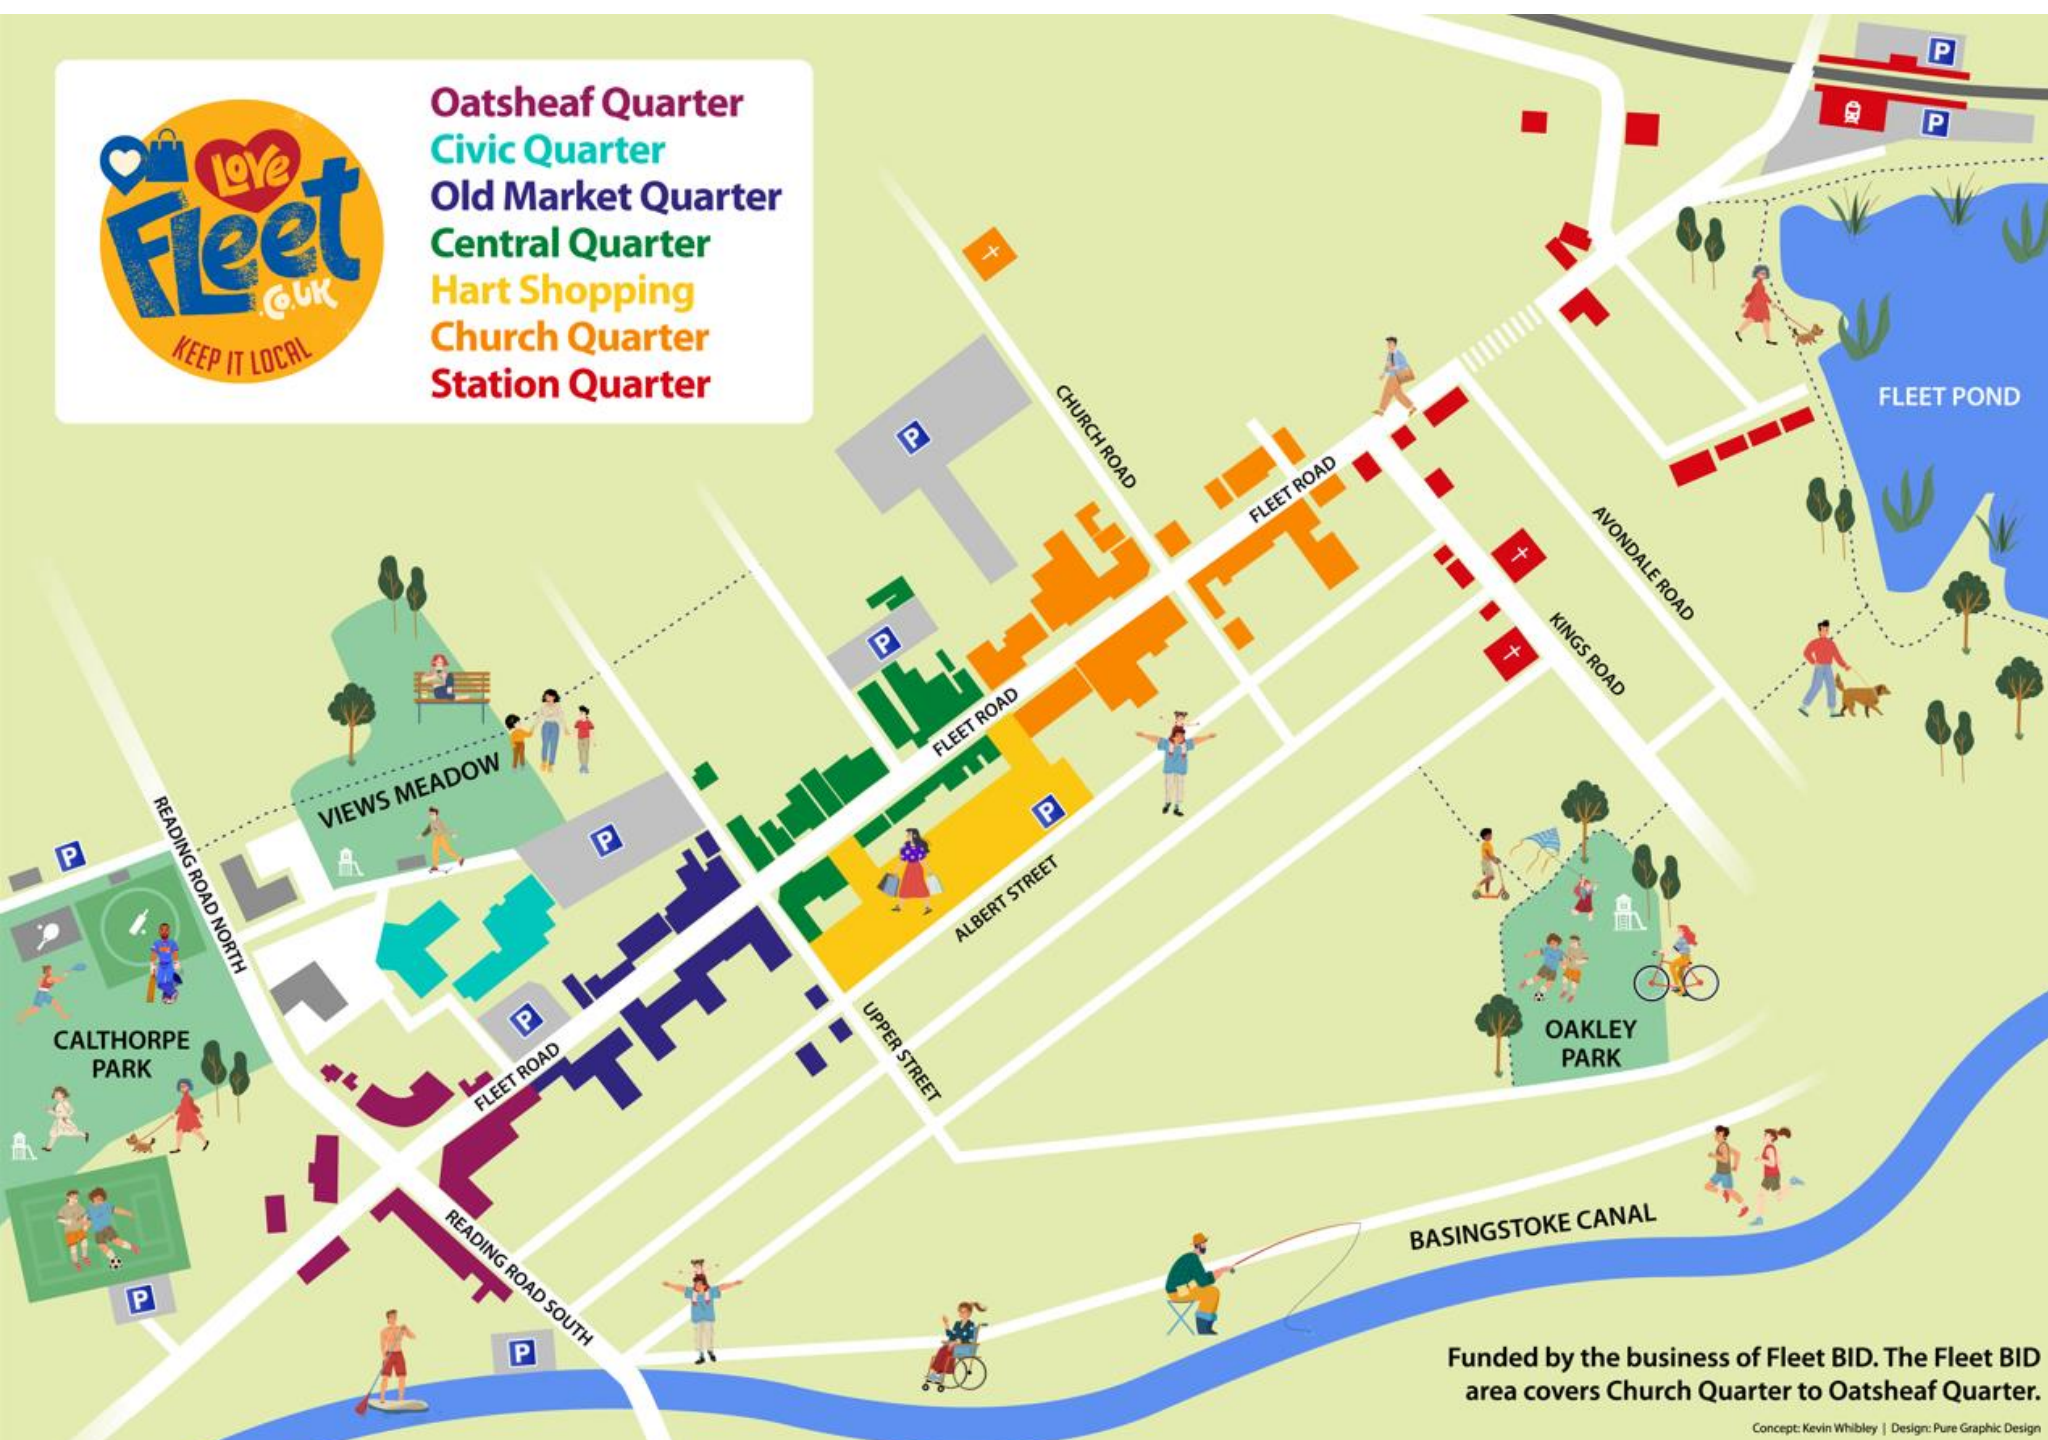 LOVE
FLeet
.CO.UK
KEEP IT LOCAL
Oatsheaf Quarter
Civic Quarter
Old Market Quarter
Central Quarter
Hart Shopping
Church Quarter
Station Quarter
P
P
FLEET POND
CHURCH ROAD
P
FLEET ROAD
AVONDALE ROAD
KINGS ROAD
P
FLEET ROAD
VIEWS MEADOW
READING ROAD NORTH
P
P
P
ALBERT STREET
CALTHORPE
PARK
P
FLEET ROAD
UPPER STREET
OAKLEY
PARK
READING ROAD SOUTH
BASINGSTOKE CANAL
P
P
Funded by the business of Fleet BID. The Fleet BID
area covers Church Quarter to Oatsheaf Quarter.
Concept: Kevin Whibley | Design: Pure Graphic Design